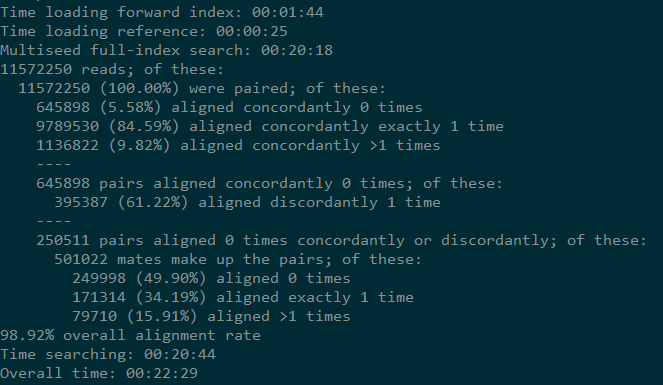 Time loading forward index: 00:01:44
Time loading reference: 00:00:25
Multiseed full-index search: 00:20:18
11572250 reads; of these:
  11572250 (100.00%) were paired; of these:
    645898 (5.58%) aligned concordantly 0 times
    9789530 (84.59%) aligned concordantly exactly 1 time
    1136822 (9.82%) aligned concordantly >1 times
    ----
    645898 pairs aligned concordantly 0 times; of these:
      395387 (61.22%) aligned discordantly 1 time
    ----
    250511 pairs aligned 0 times concordantly or discordantly; of these:
      501022 mates make up the pairs; of these:
        249998 (49.90%) aligned 0 times
        171314 (34.19%) aligned exactly 1 time
        79710 (15.91%) aligned >1 times
98.92% overall alignment rate
Time searching: 00:20:44
Overall time: 00:22:29